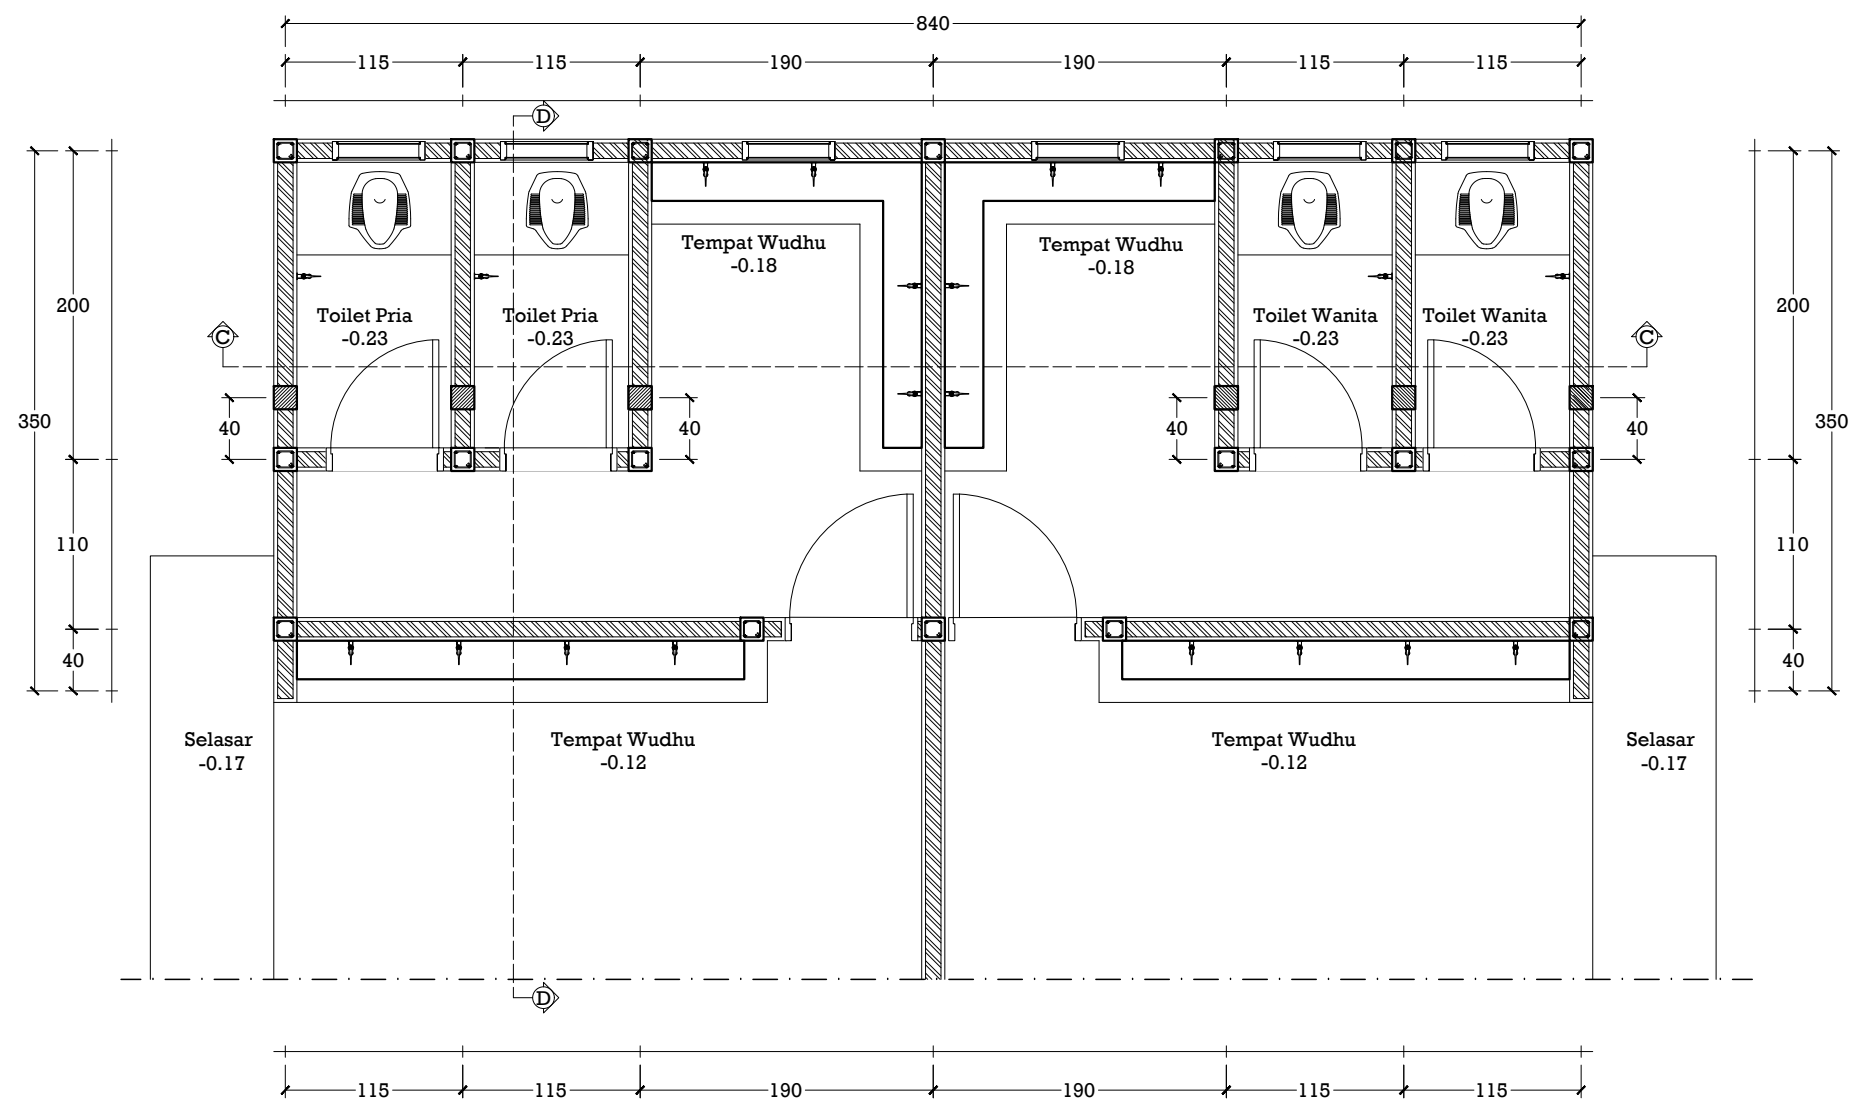 840
115 115 190 190 115 115
D
Tempat Wudhu
-0.18
Tempat Wudhu
-0.18
200
200
Toilet Pria
-0.23
Toilet Pria
-0.23
Toilet Wanita
-0.23
Toilet Wanita
-0.23
C
C
350
40
40
40
40
350
110
110
40
40
Selasar
-0.17
Tempat Wudhu
-0.12
Tempat Wudhu
-0.12
Selasar
-0.17
D
115 115 190 190 115 115